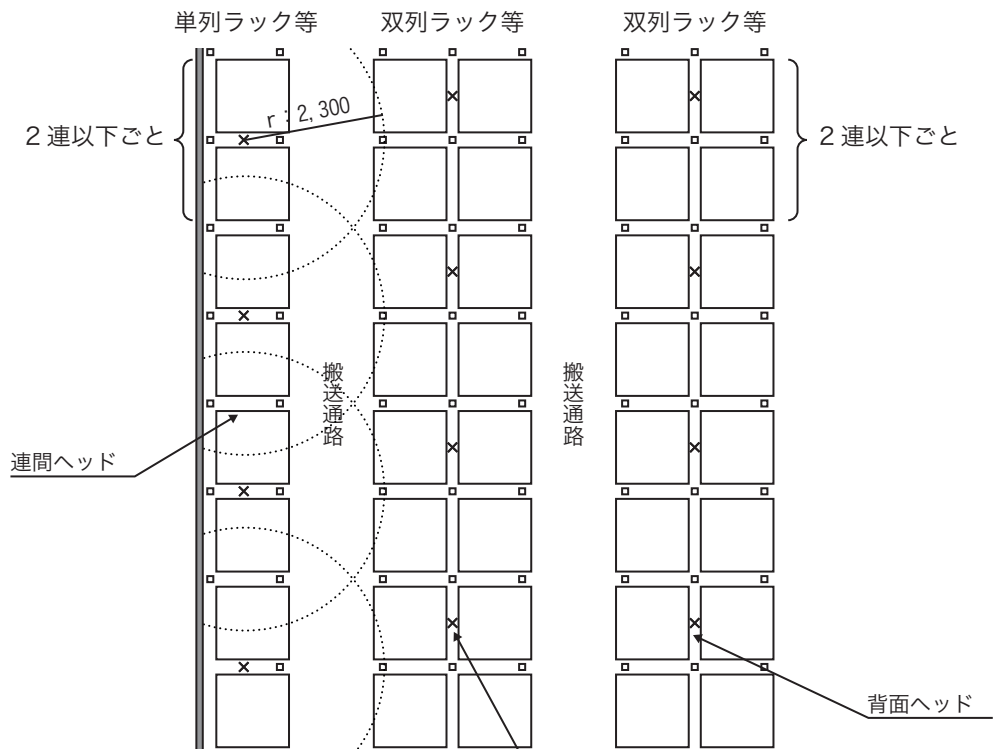 単列ラック等
双列ラック等
双列ラック等
r：2,300
2連以下ごと
2連以下ごと
搬送通路
搬送通路
連間ヘッド
背面ヘッド